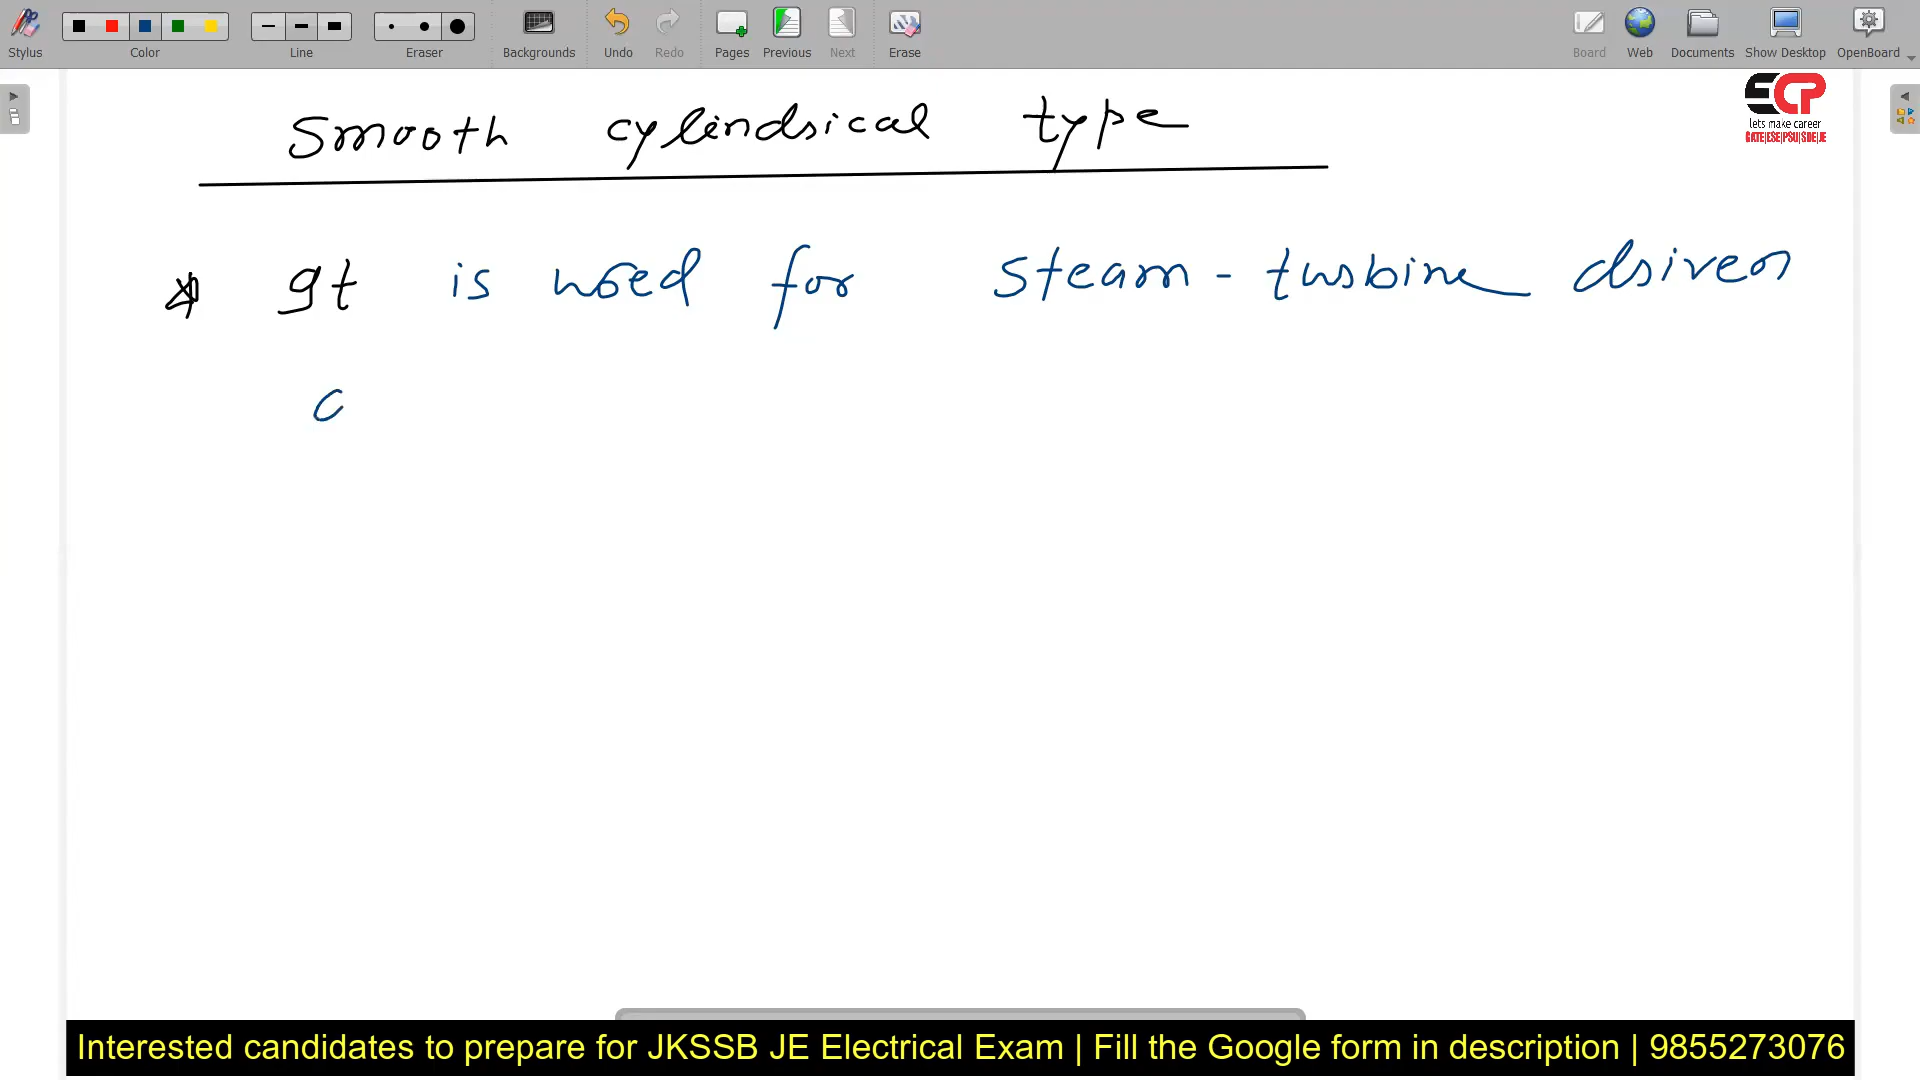 Stylus Color Line Eraser Backgrounds Undo Redo Pages Previous Next Erase Board Web Documents Show Desktop OpenBoard
ECP
lets make career
GATE|ESE|PSU|SDE|JE
Smooth cylindrical type
It is used for steam-turbine driven
a
Interested candidates to prepare for JKSSB JE Electrical Exam | Fill the Google form in description | 9855273076